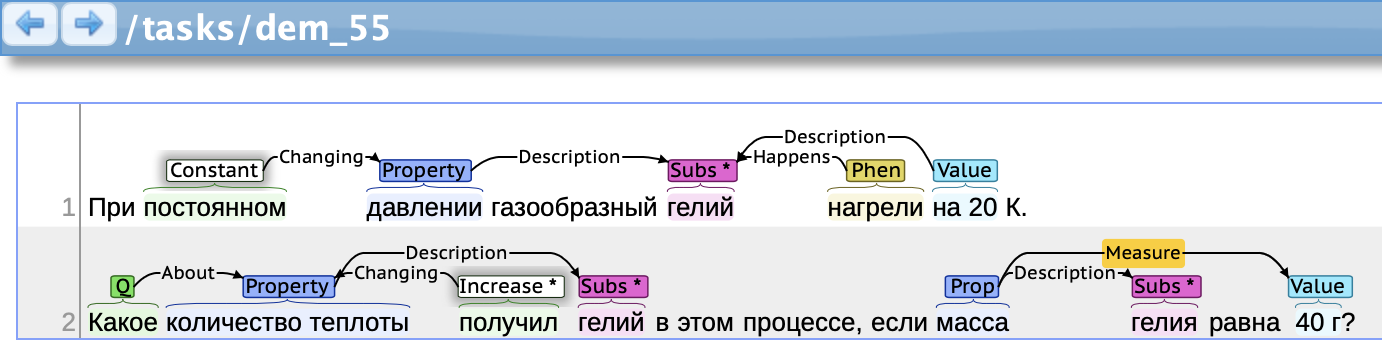 /tasks/dem_55
Description
Changing Description Happens
Constant Property Subs * Phen Value
1 При постоянном давлении газообразный гелий нагрели на 20 К.
Description Measure
About Changing Description
Q Property Increase * Subs * Prop Subs * Value
2 Какое количество теплоты получил гелий в этом процессе, если масса гелия равна 40 г?